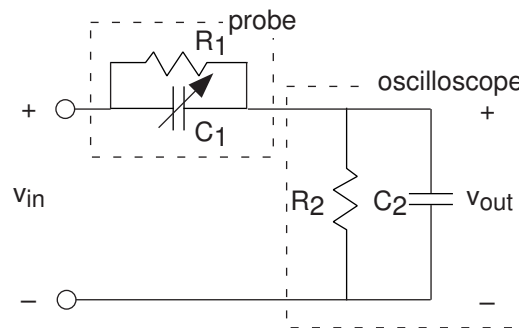 probe
R1
oscilloscope
+ +
C1
vin R2 C2 vout
– –